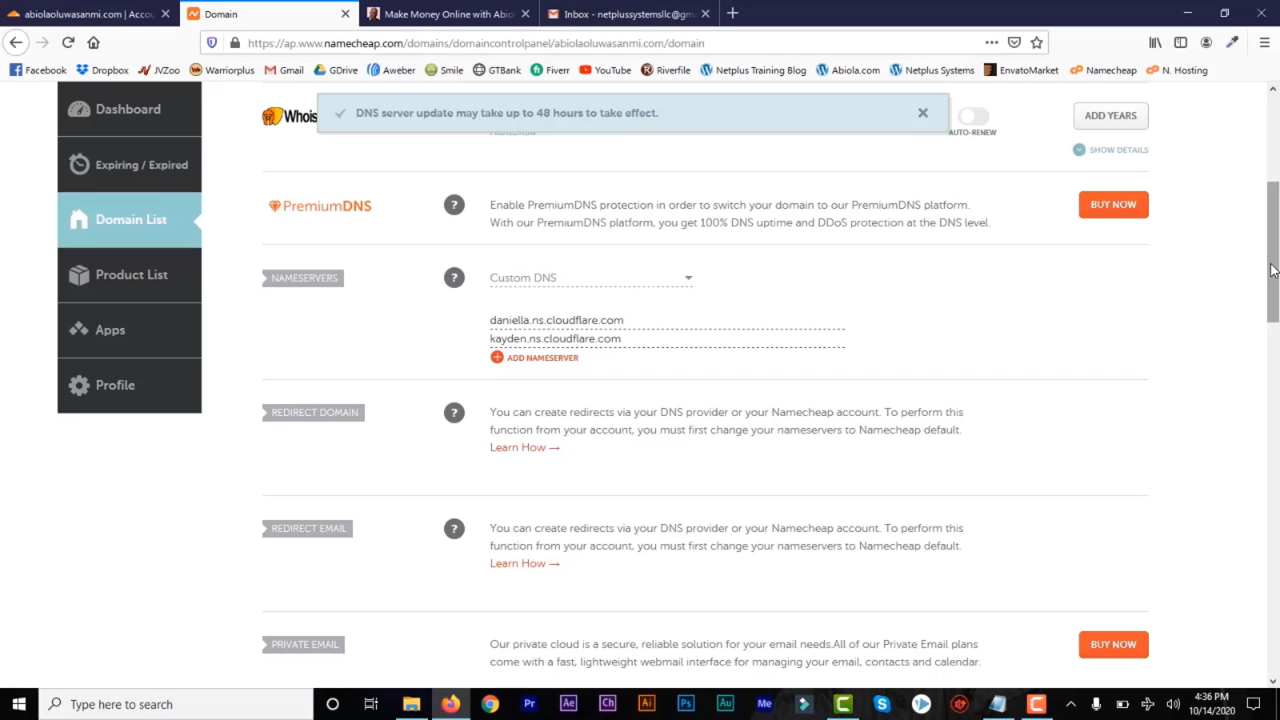 abiolaoluwasanmi.com | Accou
Domain
Make Money Online with Abiol
Inbox - netplussystemsllc@gm
https://ap.www.namecheap.com/domains/domaincontrolpanel/abiolaoluwasanmi.com/domain
Facebook
Dropbox
JVZoo
Warriorplus
Gmail
GDrive
Aweber
Smile
GTBank
Fiverr
YouTube
Riverfile
Netplus Training Blog
Abiola.com
Netplus Systems
EnvatoMarket
Namecheap
N. Hosting
Dashboard
Expiring / Expired
Domain List
Product List
Apps
Profile
Whois
DNS server update may take up to 48 hours to take effect.
PROTECTION
AUTO-RENEW
ADD YEARS
SHOW DETAILS
PremiumDNS
?
Enable PremiumDNS protection in order to switch your domain to our PremiumDNS platform.
With our PremiumDNS platform, you get 100% DNS uptime and DDoS protection at the DNS level.
BUY NOW
NAMESERVERS
?
Custom DNS
daniella.ns.cloudflare.com
kayden.ns.cloudflare.com
ADD NAMESERVER
REDIRECT DOMAIN
?
You can create redirects via your DNS provider or your Namecheap account. To perform this
function from your account, you must first change your nameservers to Namecheap default.
Learn How →
REDIRECT EMAIL
?
You can create redirects via your DNS provider or your Namecheap account. To perform this
function from your account, you must first change your nameservers to Namecheap default.
Learn How →
PRIVATE EMAIL
Our private cloud is a secure, reliable solution for your email needs.All of our Private Email plans
come with a fast, lightweight webmail interface for managing your email, contacts and calendar.
BUY NOW
Type here to search
Pr
Ae
Ch
Ai
Ps
Au
Me
4:36 PM
10/14/2020